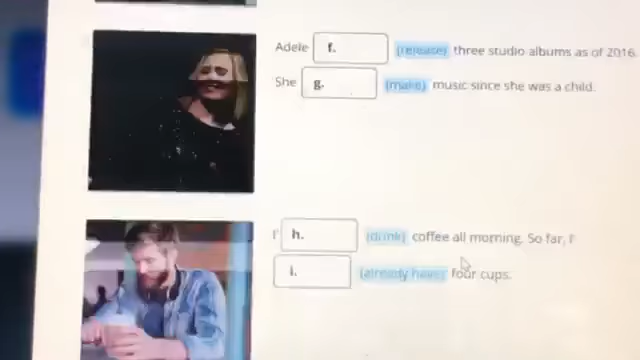 Adele f. (release) three studio albums as of 2016.
She g. (make) music since she was a child.
I' h. (drink) coffee all morning. So far, I'
i. (already have) four cups.